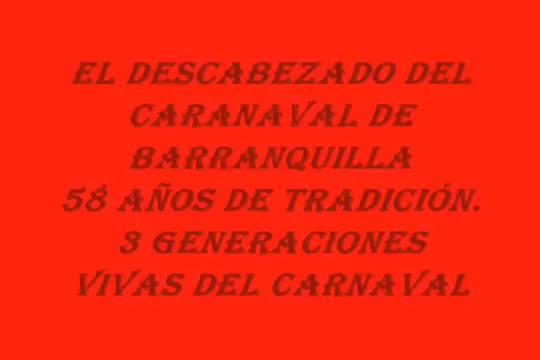 EL DESCABEZADO DEL
CARANAVAL DE
BARRANQUILLA
58 AÑOS DE TRADICIÓN.
3 GENERACIONES
VIVAS DEL CARNAVAL